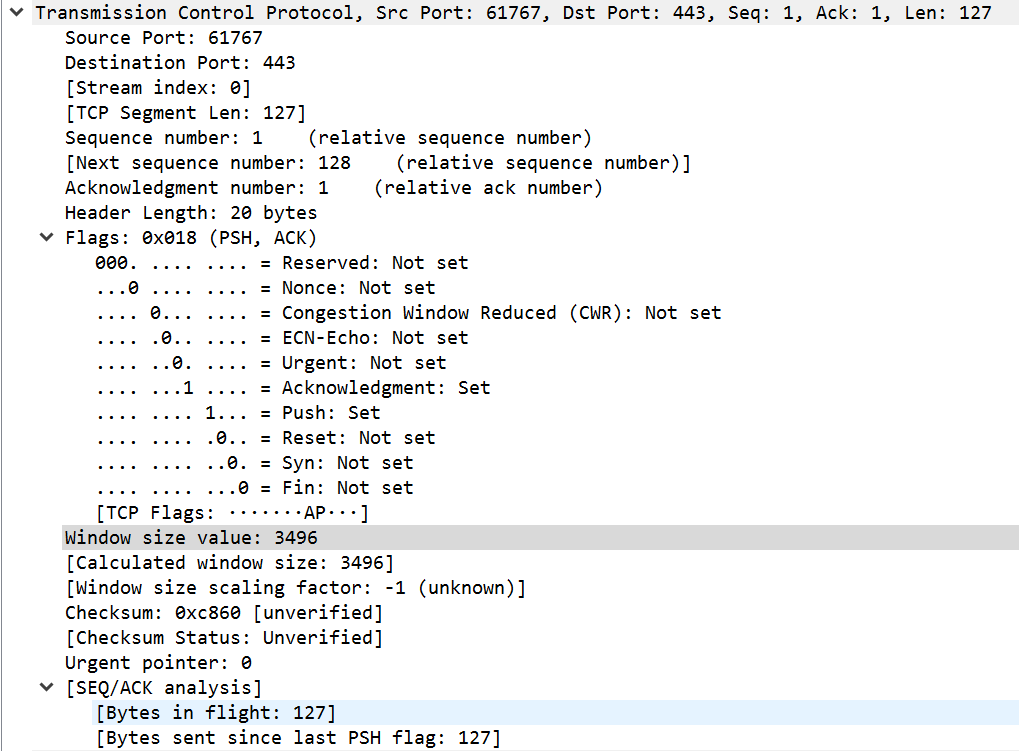 Transmission Control Protocol, Src Port: 61767, Dst Port: 443, Seq: 1, Ack: 1, Len: 127
Source Port: 61767
Destination Port: 443
[Stream index: 0]
[TCP Segment Len: 127]
Sequence number: 1    (relative sequence number)
[Next sequence number: 128    (relative sequence number)]
Acknowledgment number: 1    (relative ack number)
Header Length: 20 bytes
Flags: 0x018 (PSH, ACK)
000. .... .... = Reserved: Not set
...0 .... .... = Nonce: Not set
.... 0... .... = Congestion Window Reduced (CWR): Not set
.... .0.. .... = ECN-Echo: Not set
.... ..0. .... = Urgent: Not set
.... ...1 .... = Acknowledgment: Set
.... .... 1... = Push: Set
.... .... .0.. = Reset: Not set
.... .... ..0. = Syn: Not set
.... .... ...0 = Fin: Not set
[TCP Flags: ·······AP···]
Window size value: 3496
[Calculated window size: 3496]
[Window size scaling factor: -1 (unknown)]
Checksum: 0xc860 [unverified]
[Checksum Status: Unverified]
Urgent pointer: 0
[SEQ/ACK analysis]
[Bytes in flight: 127]
[Bytes sent since last PSH flag: 127]